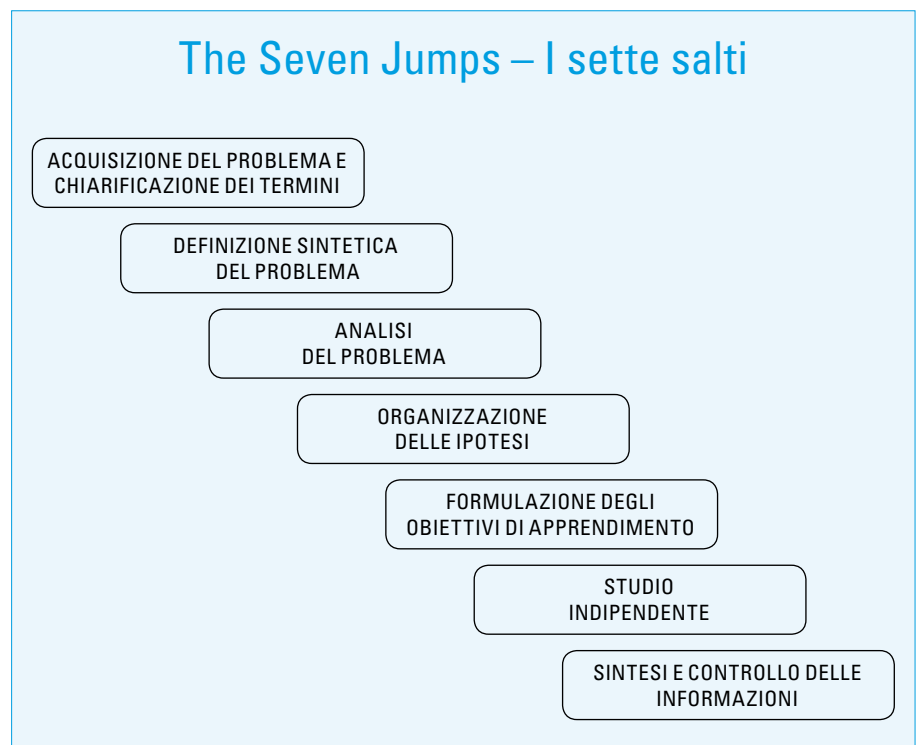 The Seven Jumps – I sette salti
ACQUISIZIONE DEL PROBLEMA E
CHIARIFICAZIONE DEI TERMINI
DEFINIZIONE SINTETICA
DEL PROBLEMA
ANALISI
DEL PROBLEMA
ORGANIZZAZIONE
DELLE IPOTESI
FORMULAZIONE DEGLI
OBIETTIVI DI APPRENDIMENTO
STUDIO
INDIPENDENTE
SINTESI E CONTROLLO DELLE
INFORMAZIONI